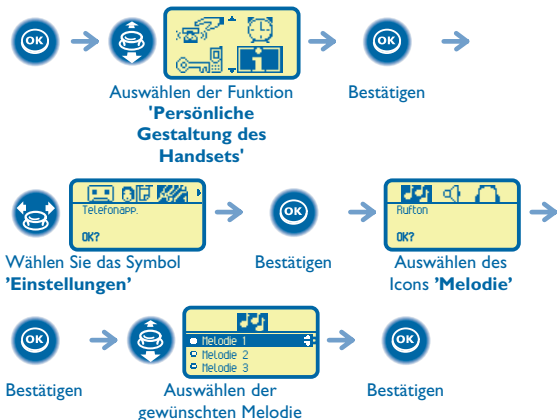 OK
OK
Auswählen der Funktion
'Persönliche
Gestaltung des
Handsets'
Bestätigen
Telefonapp.
OK?
Wählen Sie das Symbol
'Einstellungen'
OK
Bestätigen
Rufton
OK?
Auswählen des
Icons 'Melodie'
OK
Bestätigen
Melodie 1
Melodie 2
Melodie 3
Auswählen der
gewünschten Melodie
OK
Bestätigen